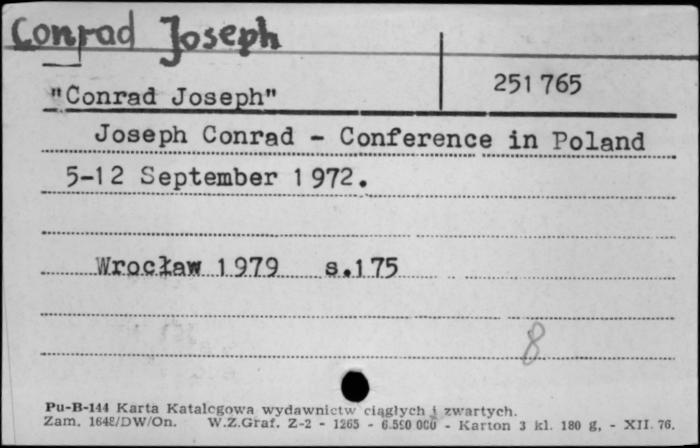 Conrad Joseph
251 765
"Conrad Joseph"
Joseph Conrad - Conference in Poland
5-12 September 1972.
Wrocław 1979 s.175
8
Pu-B-144 Karta Katalogowa wydawnictw ciągłych i zwartych.
Zam. 1648/DW/On. W.Z.Graf. Z-2 - 1265 - 6.500 000 - Karton 3 kl. 180 g, - XII. 76.